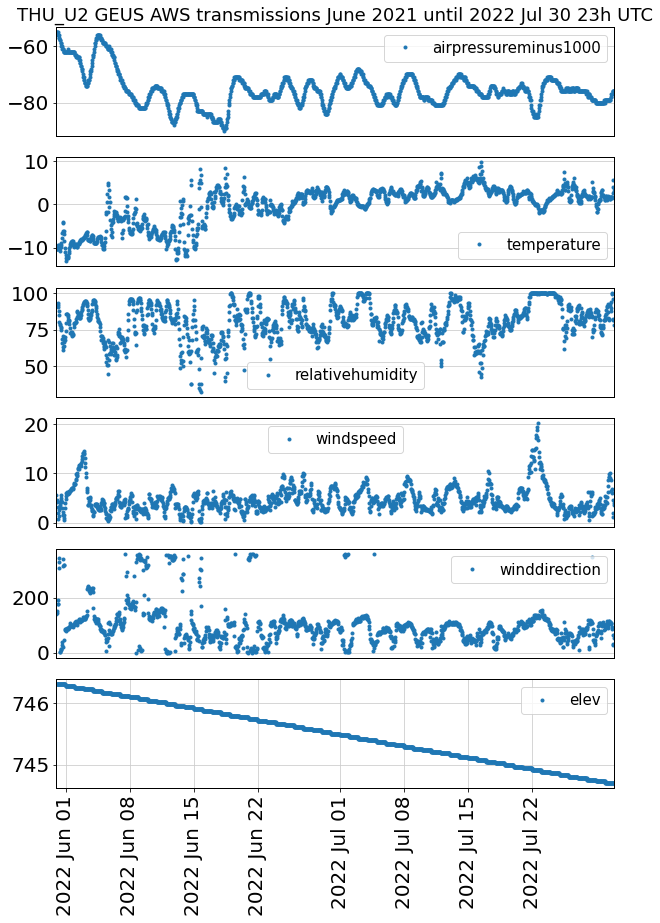 THU_U2 GEUS AWS transmissions June 2021 until 2022 Jul 30 23h UTC
−60
−80
airpressureminus1000
10
0
−10
temperature
100
75
50
relativehumidity
20
10
0
windspeed
200
0
winddirection
746
745
elev
2022 Jun 01
2022 Jun 08
2022 Jun 15
2022 Jun 22
2022 Jul 01
2022 Jul 08
2022 Jul 15
2022 Jul 22